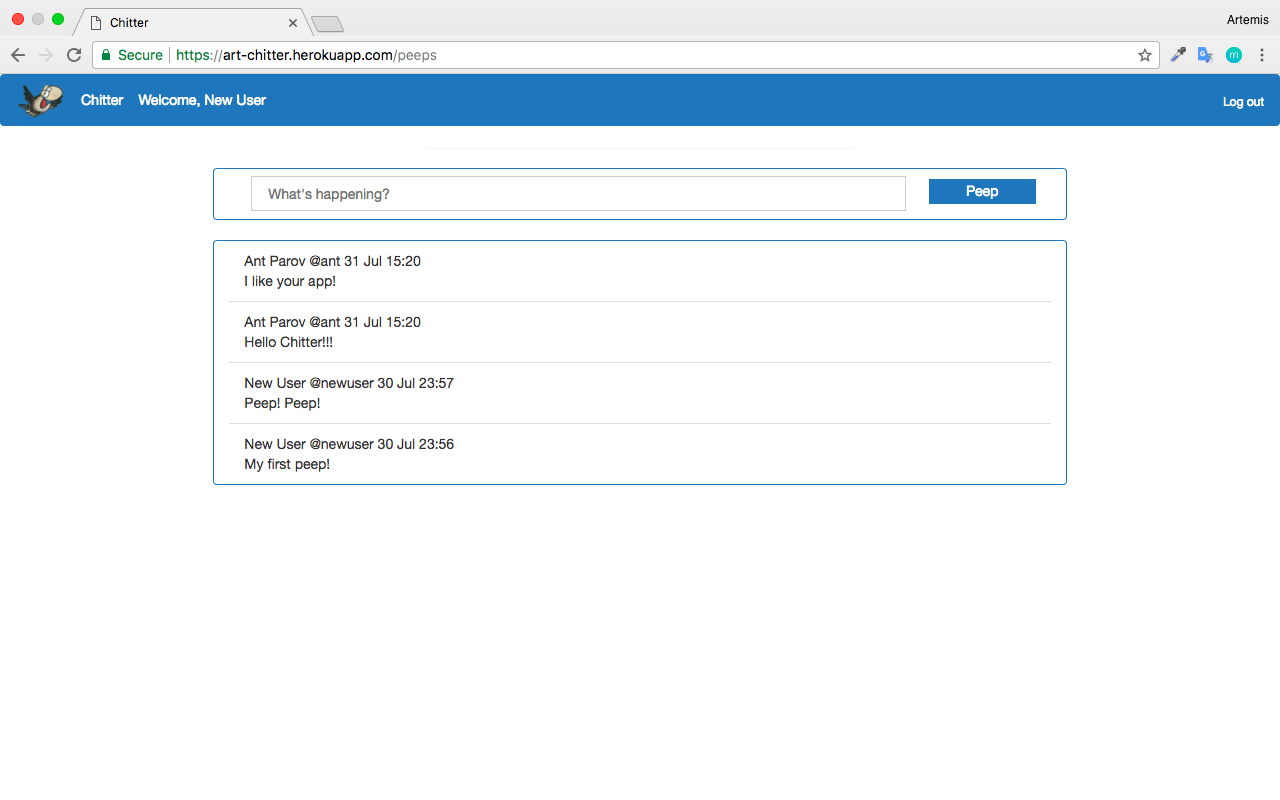 Chitter
Artemis
Secure https://art-chitter.herokuapp.com/peeps
m
Chitter Welcome, New User Log out
What's happening? Peep
Ant Parov @ant 31 Jul 15:20
I like your app!
Ant Parov @ant 31 Jul 15:20
Hello Chitter!!!
New User @newuser 30 Jul 23:57
Peep! Peep!
New User @newuser 30 Jul 23:56
My first peep!